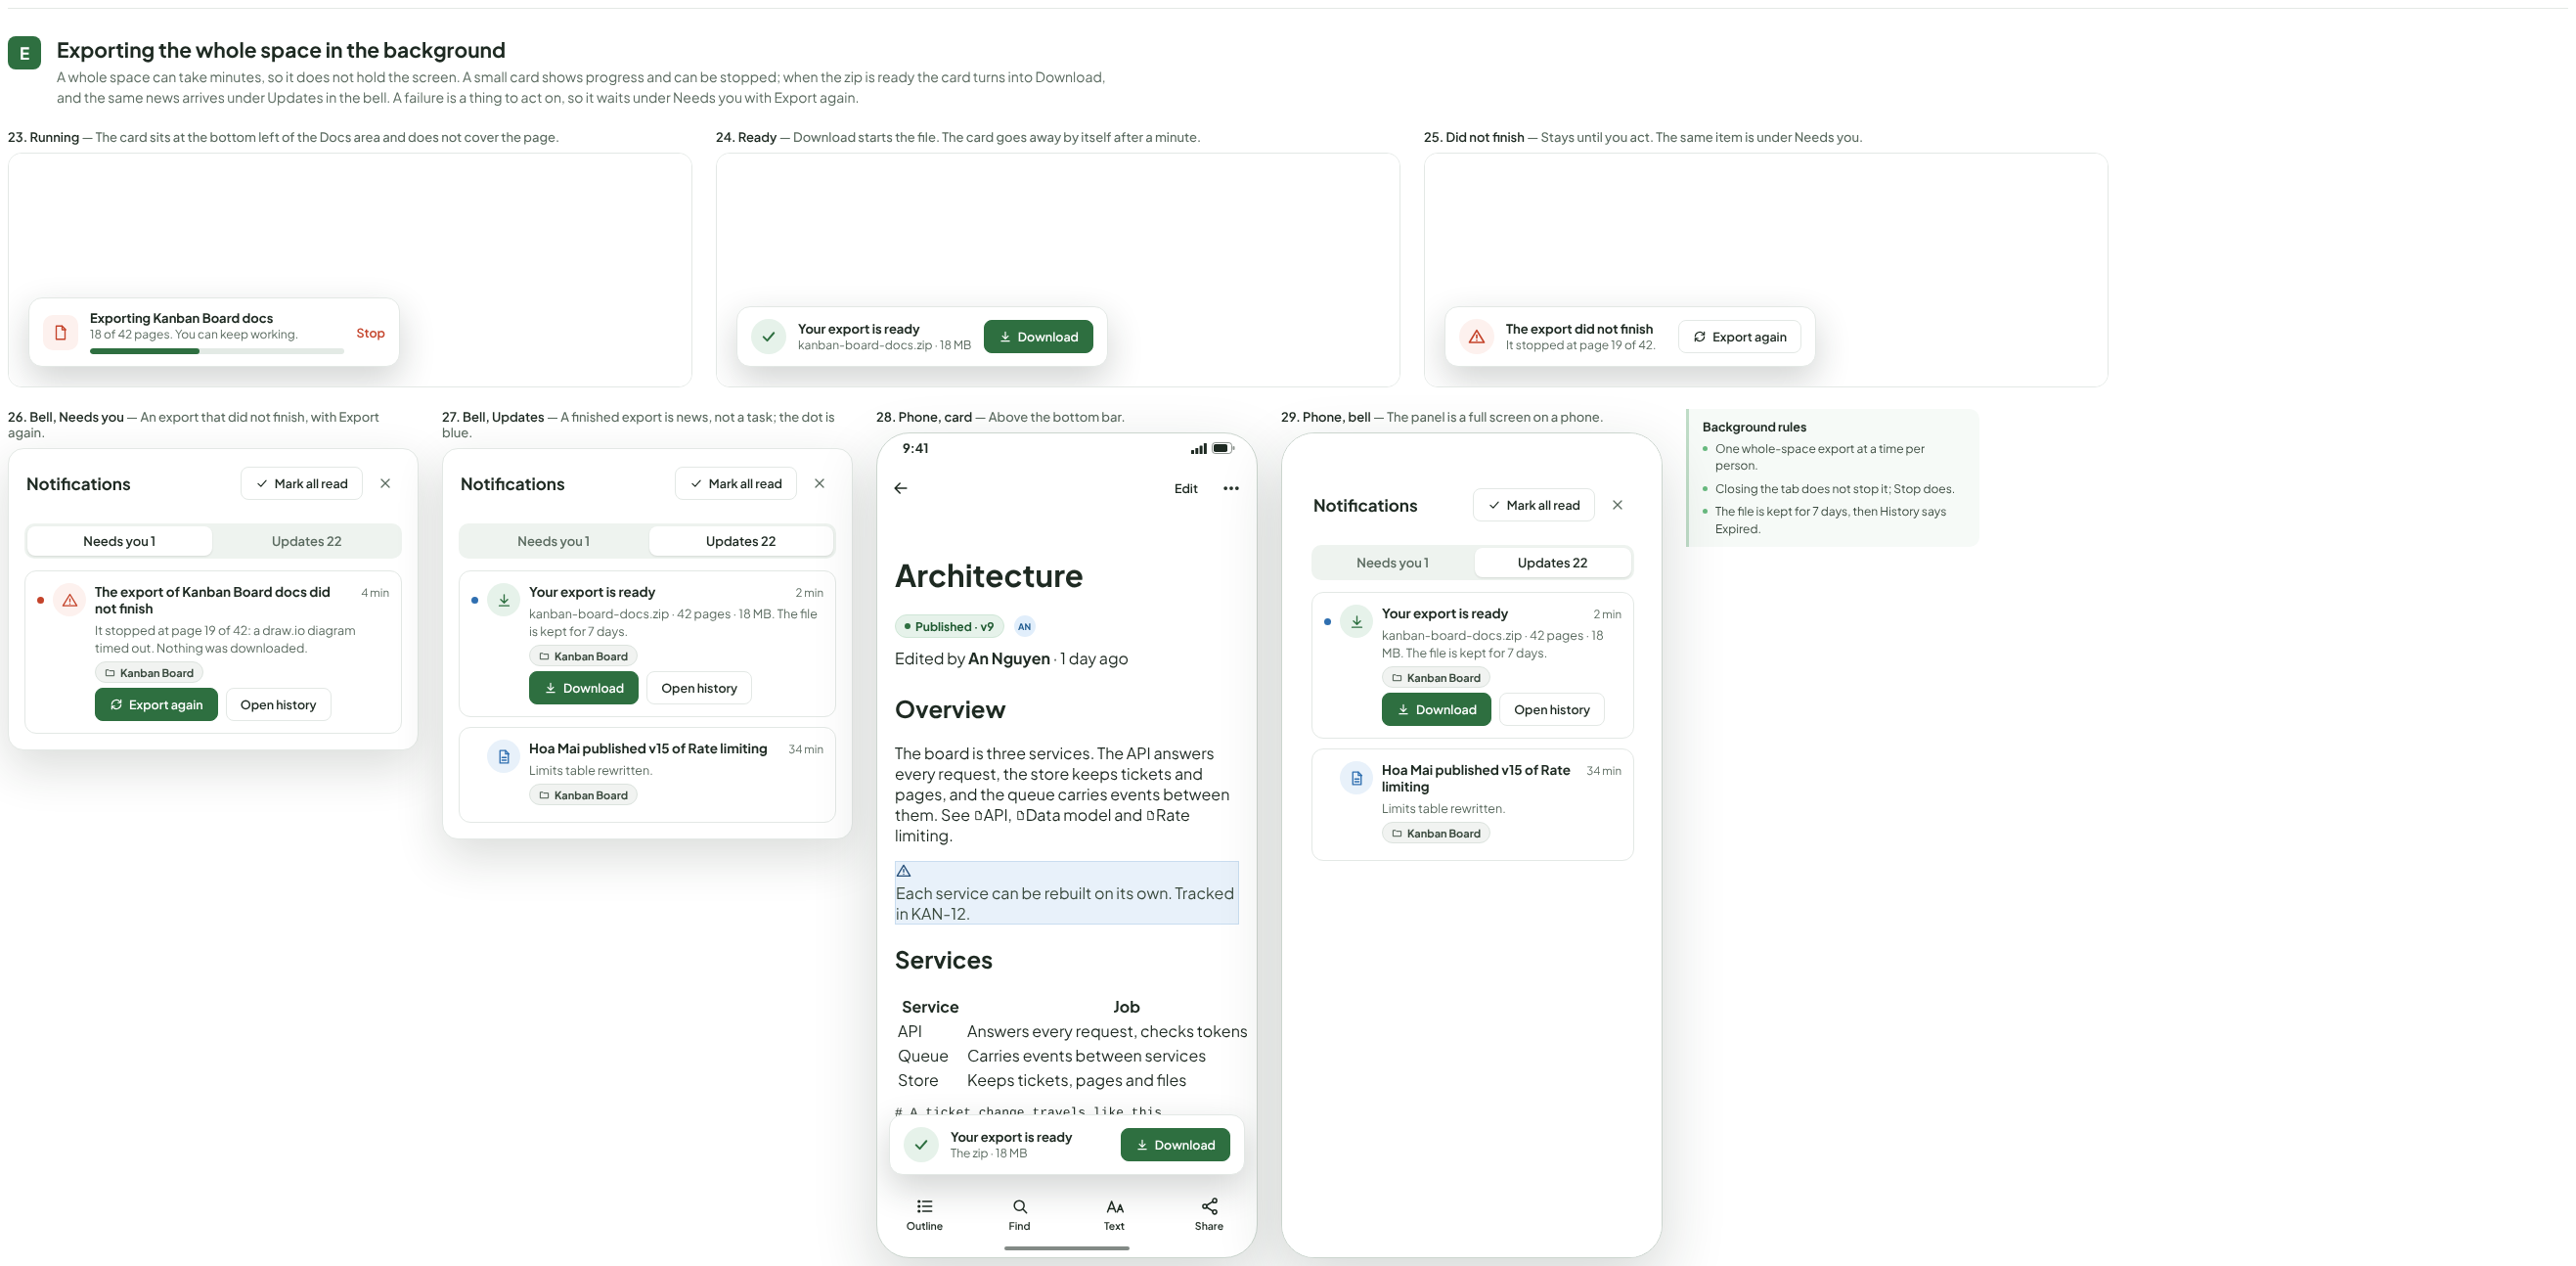 E
Exporting the whole space in the background
A whole space can take minutes, so it does not hold the screen. A small card shows progress and can be stopped; when the zip is ready the card turns into Download,
and the same news arrives under Updates in the bell. A failure is a thing to act on, so it waits under Needs you with Export again.
23. Running — The card sits at the bottom left of the Docs area and does not cover the page.
Exporting Kanban Board docs
18 of 42 pages. You can keep working.
Stop
24. Ready — Download starts the file. The card goes away by itself after a minute.
Your export is ready
kanban-board-docs.zip · 18 MB
Download
25. Did not finish — Stays until you act. The same item is under Needs you.
The export did not finish
It stopped at page 19 of 42.
Export again
26. Bell, Needs you — An export that did not finish, with Export
again.
Notifications
Mark all read
Needs you 1
Updates 22
The export of Kanban Board docs did
not finish
4 min
It stopped at page 19 of 42: a draw.io diagram
timed out. Nothing was downloaded.
Kanban Board
Export again
Open history
27. Bell, Updates — A finished export is news, not a task; the dot is
blue.
Notifications
Mark all read
Needs you 1
Updates 22
Your export is ready
2 min
kanban-board-docs.zip · 42 pages · 18 MB. The file
is kept for 7 days.
Kanban Board
Download
Open history
Hoa Mai published v15 of Rate limiting
34 min
Limits table rewritten.
Kanban Board
28. Phone, card — Above the bottom bar.
9:41
Edit
Architecture
Published · v9
AN
Edited by An Nguyen · 1 day ago
Overview
The board is three services. The API answers
every request, the store keeps tickets and
pages, and the queue carries events between
them. See API, Data model and Rate
limiting.
Each service can be rebuilt on its own. Tracked
in KAN-12.
Services
Service Job
API Answers every request, checks tokens
Queue Carries events between services
Store Keeps tickets, pages and files
# A ticket change travels like this
Your export is ready
The zip · 18 MB
Download
Outline
Find
Text
Share
29. Phone, bell — The panel is a full screen on a phone.
Notifications
Mark all read
Needs you 1
Updates 22
Your export is ready
2 min
kanban-board-docs.zip · 42 pages · 18
MB. The file is kept for 7 days.
Kanban Board
Download
Open history
Hoa Mai published v15 of Rate
limiting
34 min
Limits table rewritten.
Kanban Board
Background rules
One whole-space export at a time per
person.
Closing the tab does not stop it; Stop does.
The file is kept for 7 days, then History says
Expired.